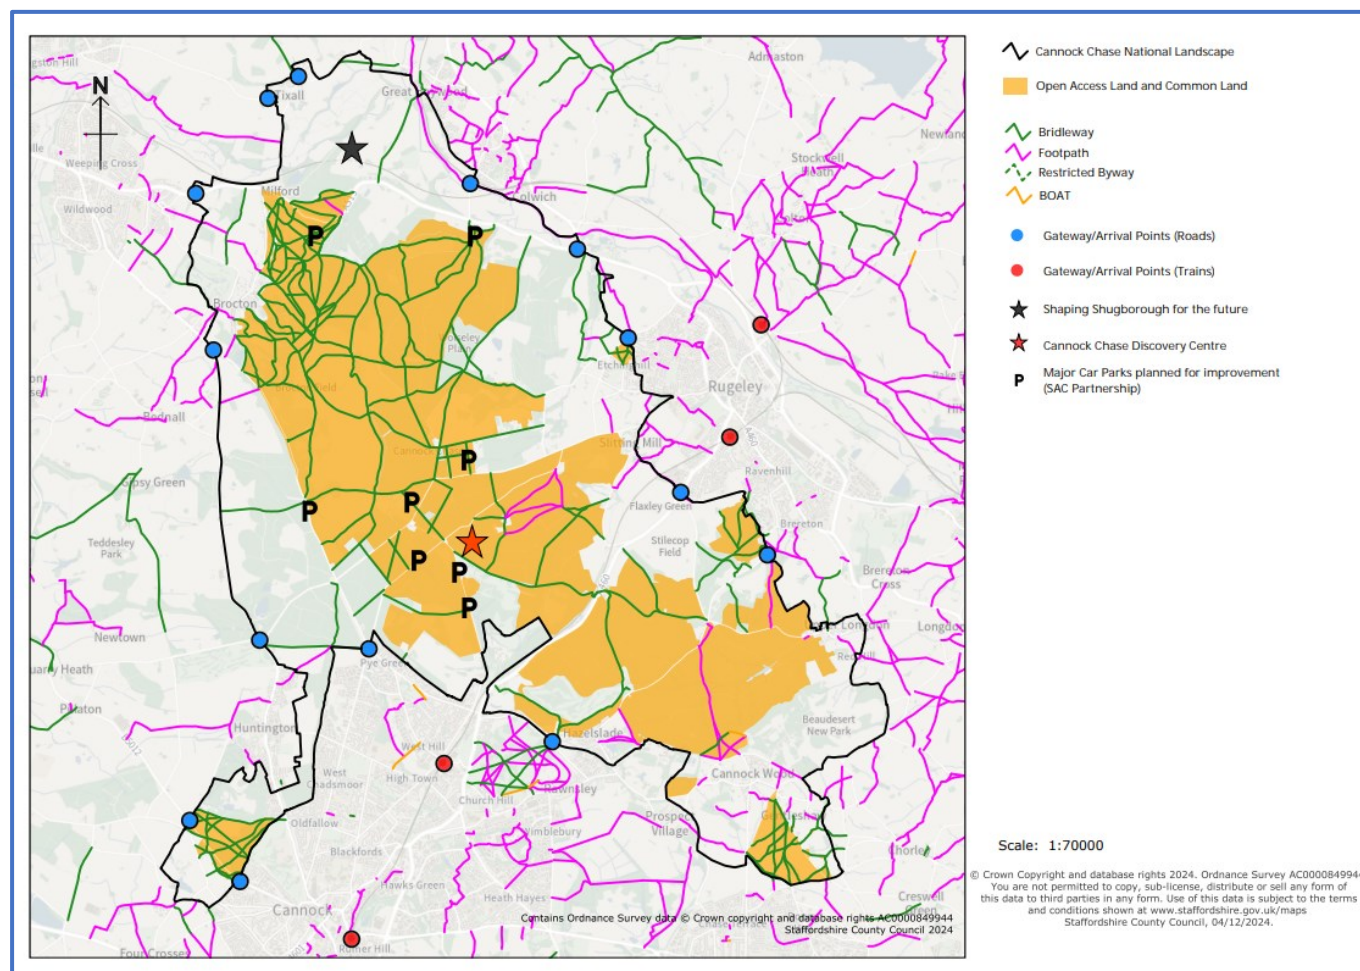 Admaston
Tixall
N
Weeping Cross
Stockwell
Heath
Wildwood
Milford
Colwich
P
P
Brocton
Etchinghill
Rugeley
Bednall
Slitting Mill
P
A460
Ravenhill
Gipsy Green
P
P
Flaxley Green
Brereton
Teddesley
Park
Stilecop
Field
P
P
Brereton
Cross
P
Newtown
Pye Green
Huntington
Beaudesert
New Park
Hazelslade
West Hill
West
Chadsmoor
High Town
Cannock Wood
Church Hill
Rawnsley
Oldfallow
Wimblebury
Prospect
Village
Blackfords
Chorley
Hawks Green
Heath Hayes
Creswell
Green
Cannock
Contains Ordnance Survey data © Crown copyright and database rights AC0000849944
Staffordshire County Council 2024
Four Crosses
Cannock Chase National Landscape
Open Access Land and Common Land
Bridleway
Footpath
Restricted Byway
BOAT
Gateway/Arrival Points (Roads)
Gateway/Arrival Points (Trains)
Shaping Shugborough for the future
Cannock Chase Discovery Centre
P Major Car Parks planned for improvement
(SAC Partnership)
Scale: 1:70000
© Crown Copyright and database rights 2024. Ordnance Survey AC0000849944
You are not permitted to copy, sub-license, distribute or sell any form of
this data to third parties in any form. Use of this data is subject to the terms
and conditions shown at www.staffordshire.gov.uk/maps
Staffordshire County Council, 04/12/2024.